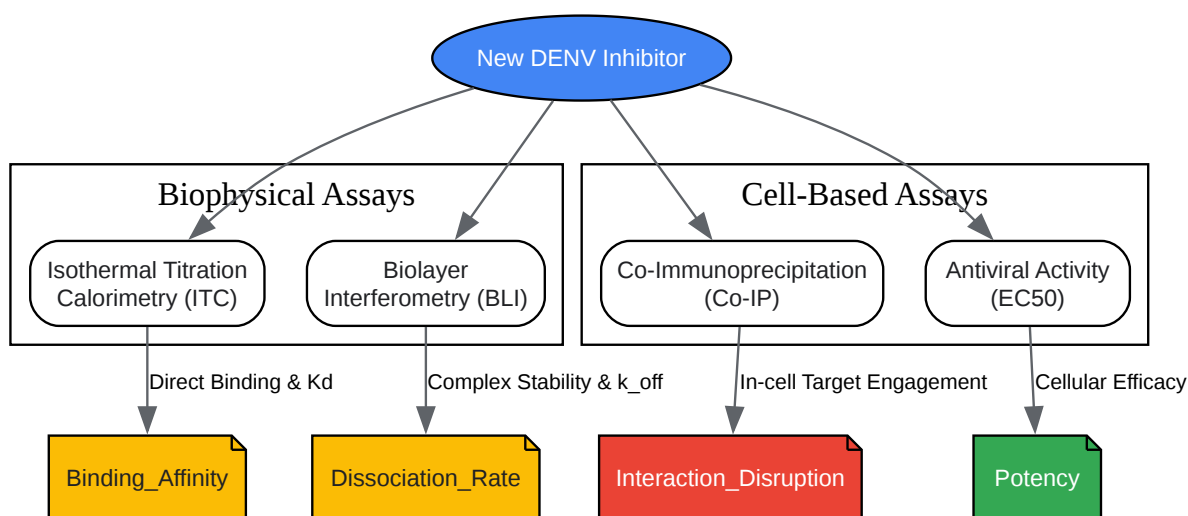 New DENV Inhibitor
Biophysical Assays
Cell-Based Assays
Isothermal Titration
Calorimetry (ITC)
Biolayer
Interferometry (BLI)
Co-Immunoprecipitation
(Co-IP)
Antiviral Activity
(EC50)
Direct Binding & Kd
Complex Stability & k_off
In-cell Target Engagement
Cellular Efficacy
Binding_Affinity
Dissociation_Rate
Interaction_Disruption
Potency